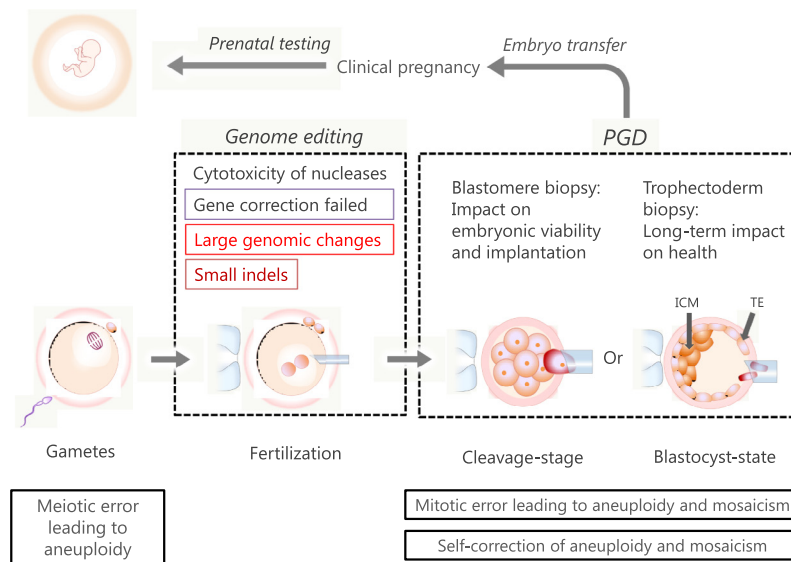 Prenatal testing
Embryo transfer
Clinical pregnancy
Genome editing
PGD
Cytotoxicity of nucleases
Gene correction failed
Large genomic changes
Small indels
Blastomere biopsy:
Impact on
embryonic viability
and implantation
Trophectoderm
biopsy:
Long-term impact
on health
ICM
TE
Or
Gametes
Fertilization
Cleavage-stage
Blastocyst-state
Meiotic error
leading to
aneuploidy
Mitotic error leading to aneuploidy and mosaicism
Self-correction of aneuploidy and mosaicism